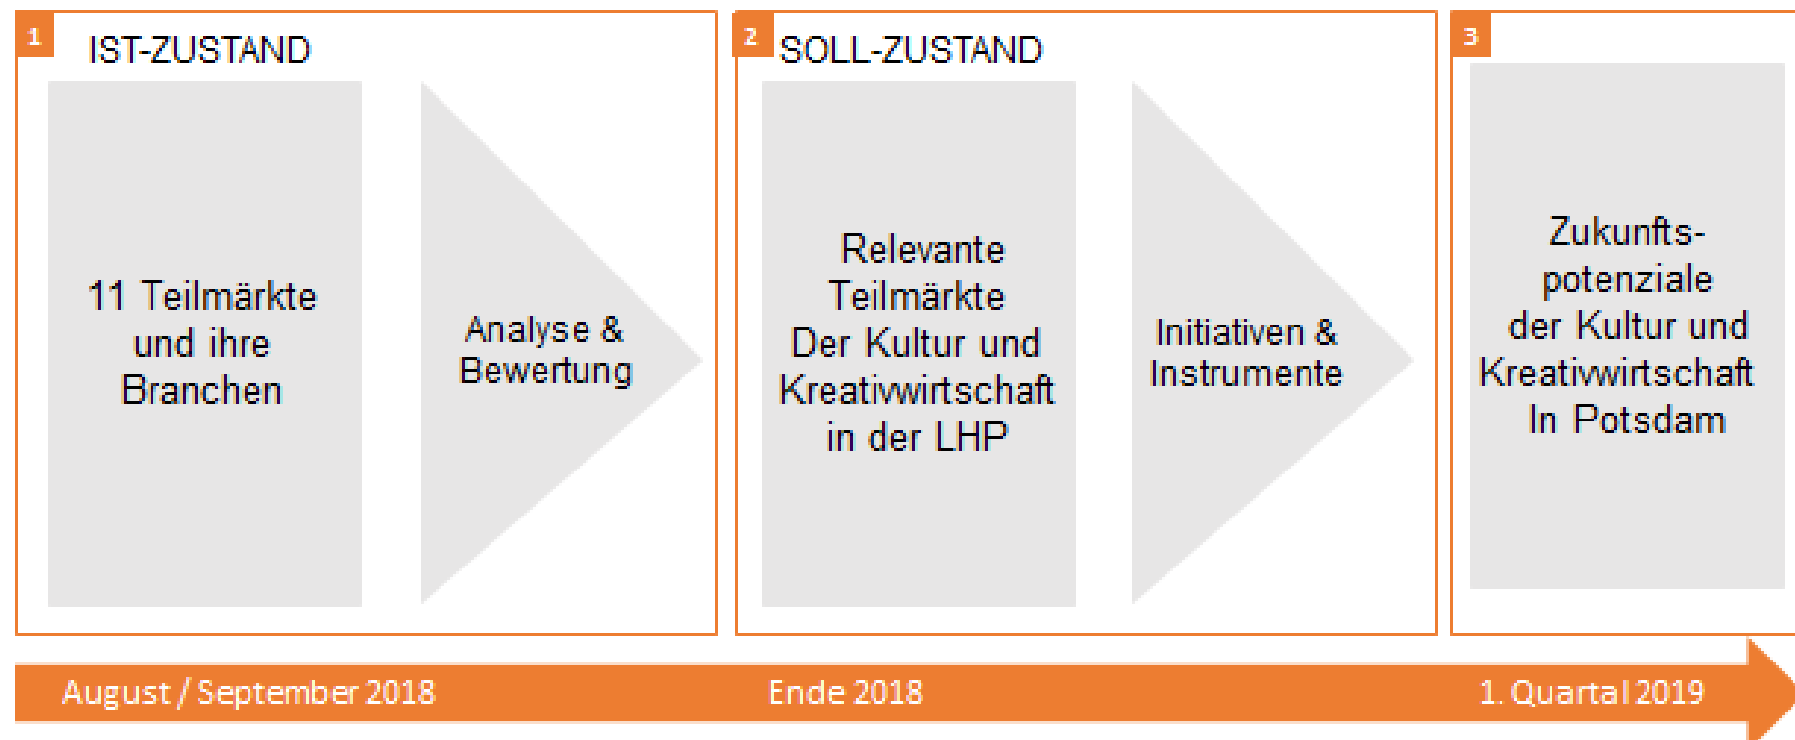 1
IST-ZUSTAND
11 Teilmärkte
und ihre
Branchen
Analyse &
Bewertung
2
SOLL-ZUSTAND
Relevante
Teilmärkte
Der Kultur und
Kreativwirtschaft
in der LHP
Initiativen &
Instrumente
3
Zukunfts-
potenziale
der Kultur und
Kreativwirtschaft
In Potsdam
August / September 2018
Ende 2018
1. Quartal 2019